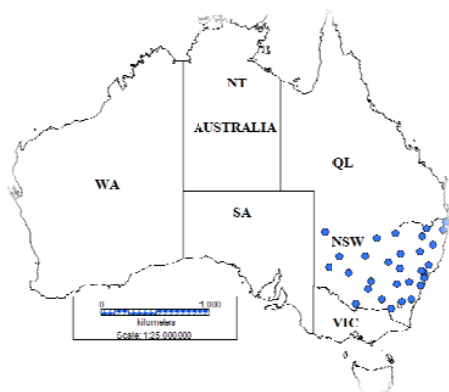 NT
AUSTRALIA
QL
WA
SA
NSW
0 1,000
kilometers
Scale: 1:25,000,000
VIC